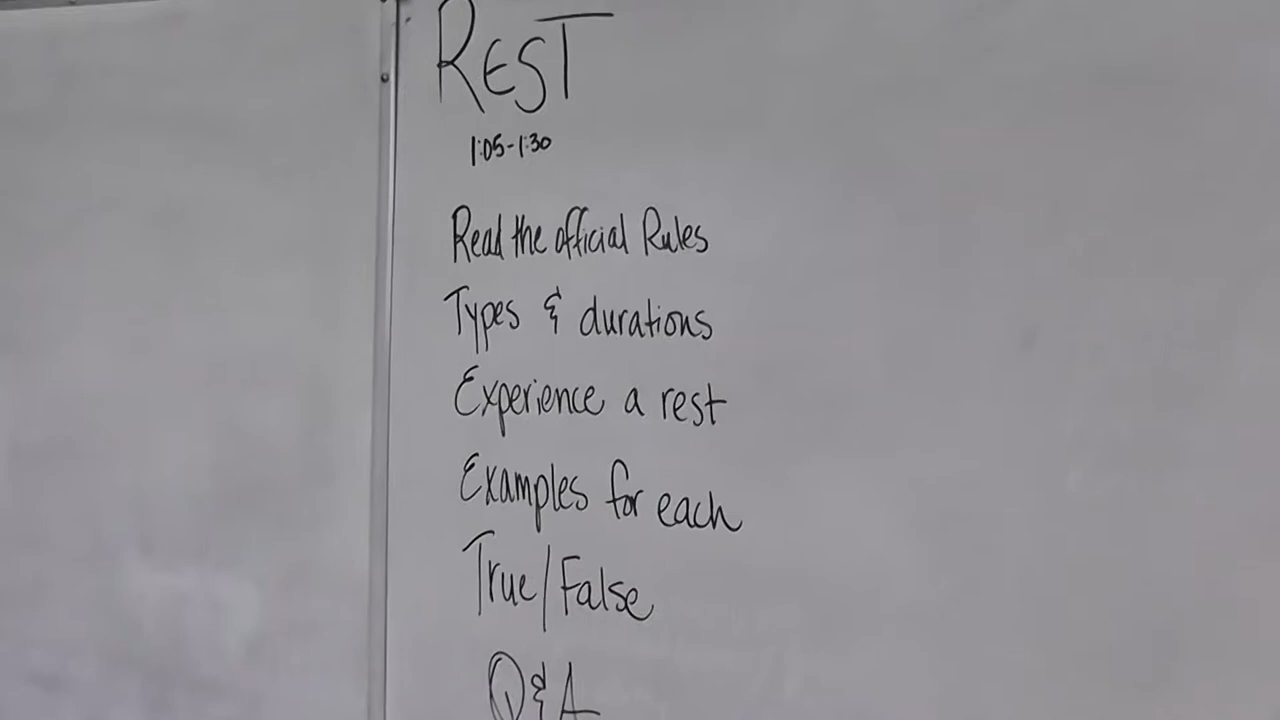 REST
1:05-1:30
Read the official Rules
Types & durations
Experience a rest
Examples for each
True/False
Q&A